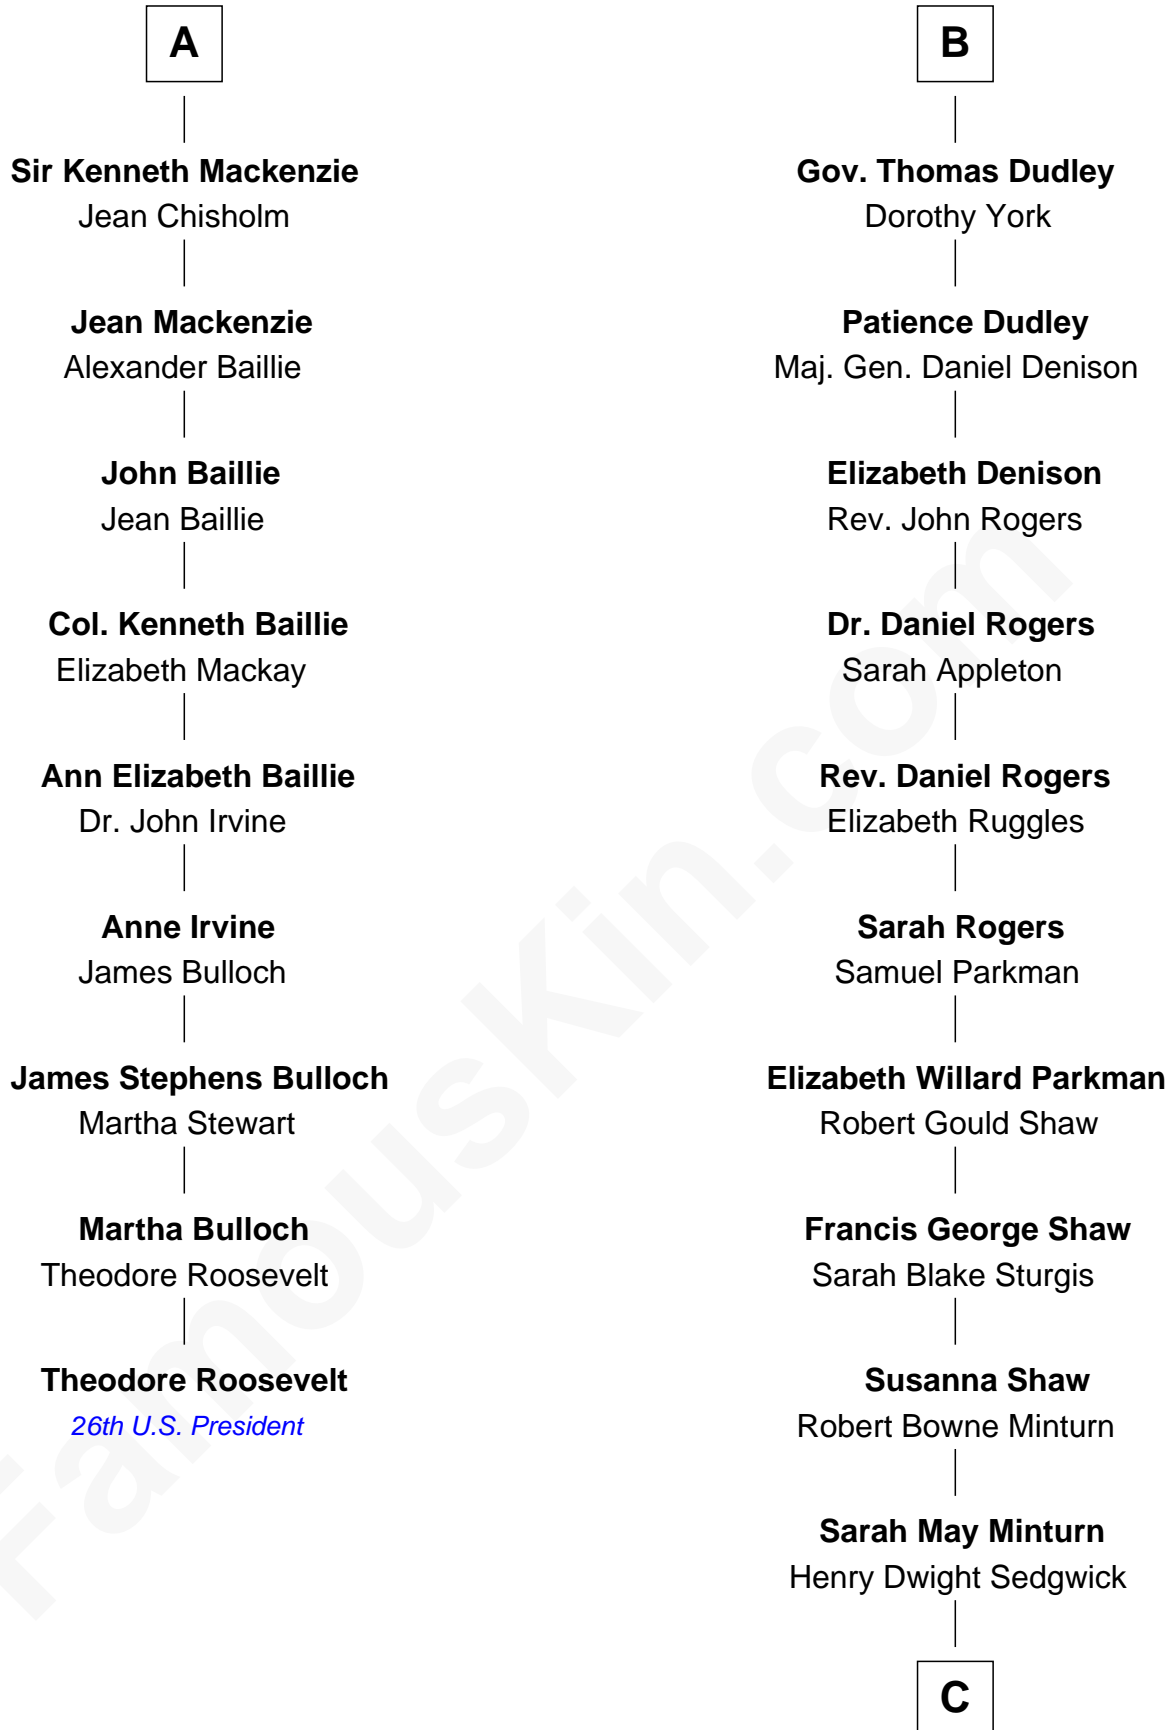 A
Sir Kenneth Mackenzie
Jean Chisholm
Jean Mackenzie
Alexander Baillie
John Baillie
Jean Baillie
Col. Kenneth Baillie
Elizabeth Mackay
Ann Elizabeth Baillie
Dr. John Irvine
Anne Irvine
James Bulloch
James Stephens Bulloch
Martha Stewart
Martha Bulloch
Theodore Roosevelt
Theodore Roosevelt
26th U.S. President
B
Gov. Thomas Dudley
Dorothy York
Patience Dudley
Maj. Gen. Daniel Denison
Elizabeth Denison
Rev. John Rogers
Dr. Daniel Rogers
Sarah Appleton
Rev. Daniel Rogers
Elizabeth Ruggles
Sarah Rogers
Samuel Parkman
Elizabeth Willard Parkman
Robert Gould Shaw
Francis George Shaw
Sarah Blake Sturgis
Susanna Shaw
Robert Bowne Minturn
Sarah May Minturn
Henry Dwight Sedgwick
C
FamousKin.com